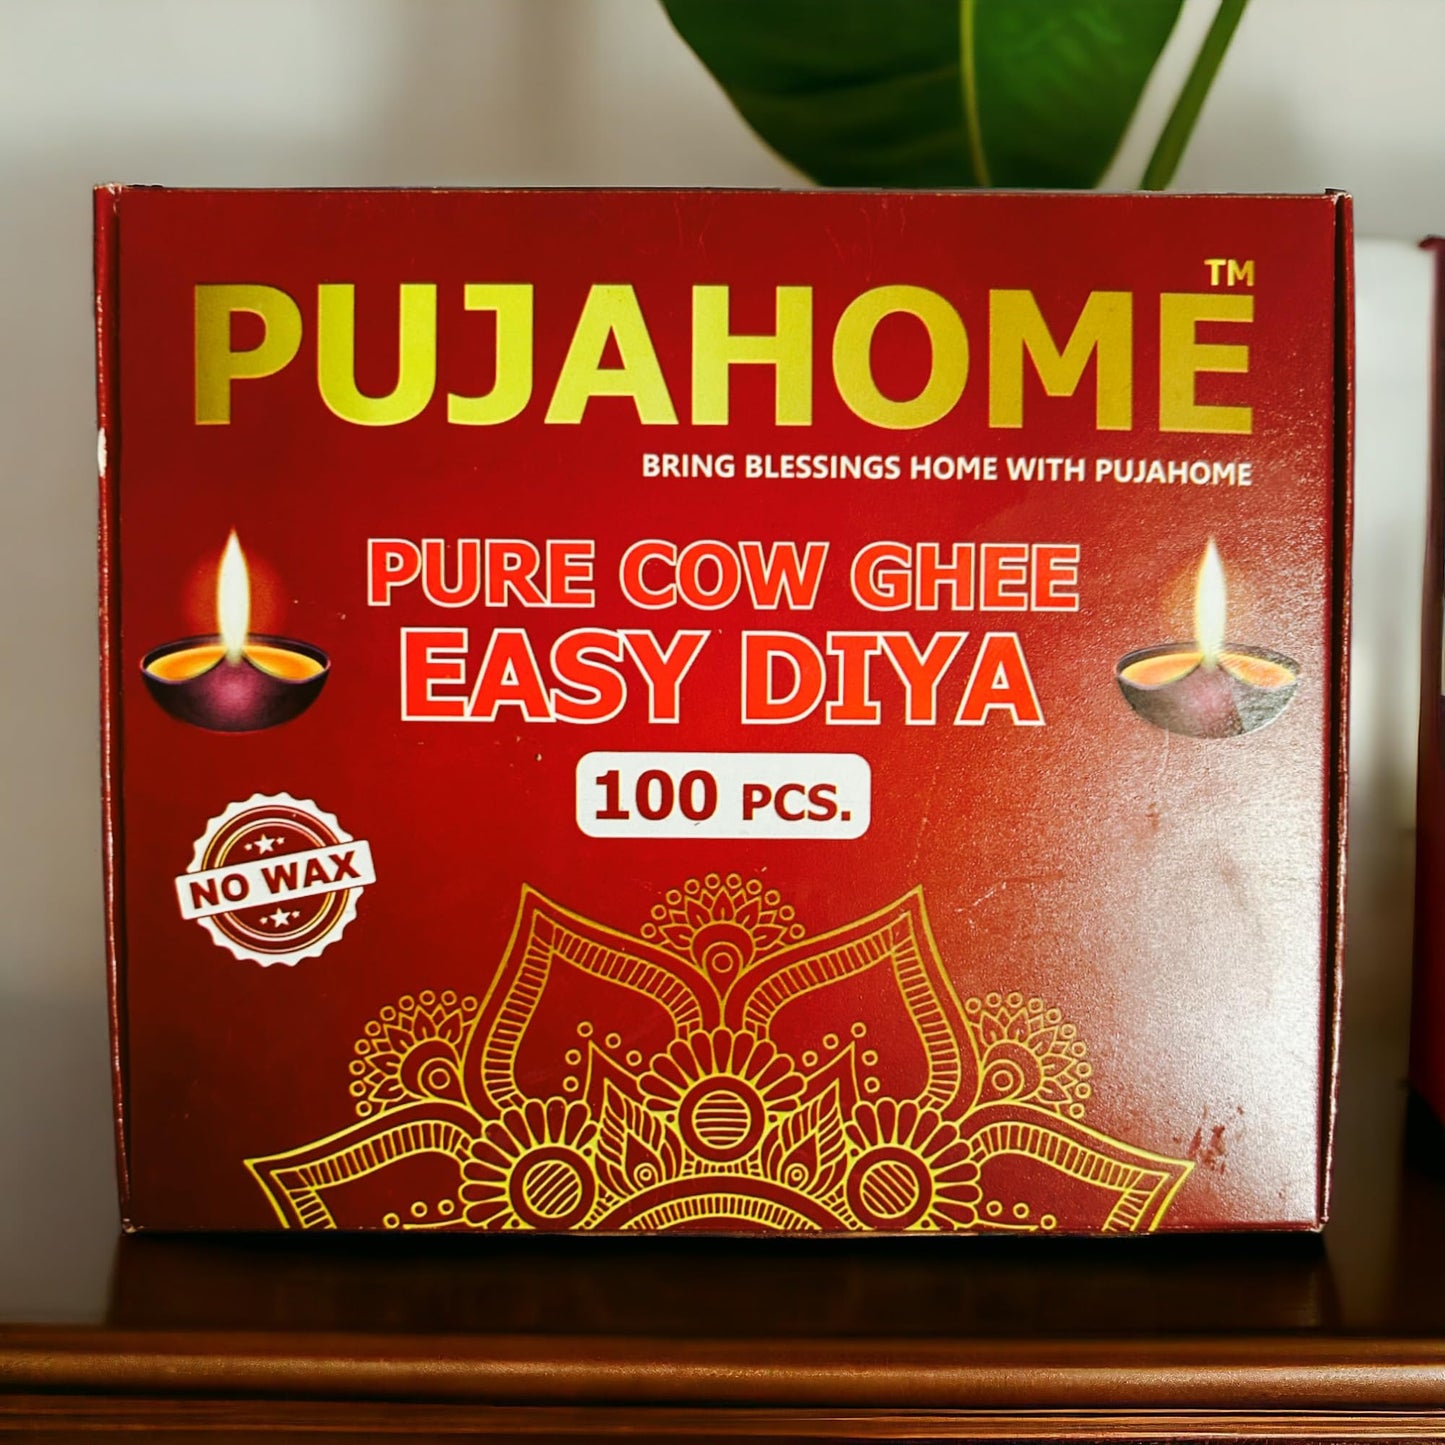 PUJAHOME™
BRING BLESSINGS HOME WITH PUJAHOME
PURE COW GHEE
EASY DIYA
100 PCS.
NO WAX